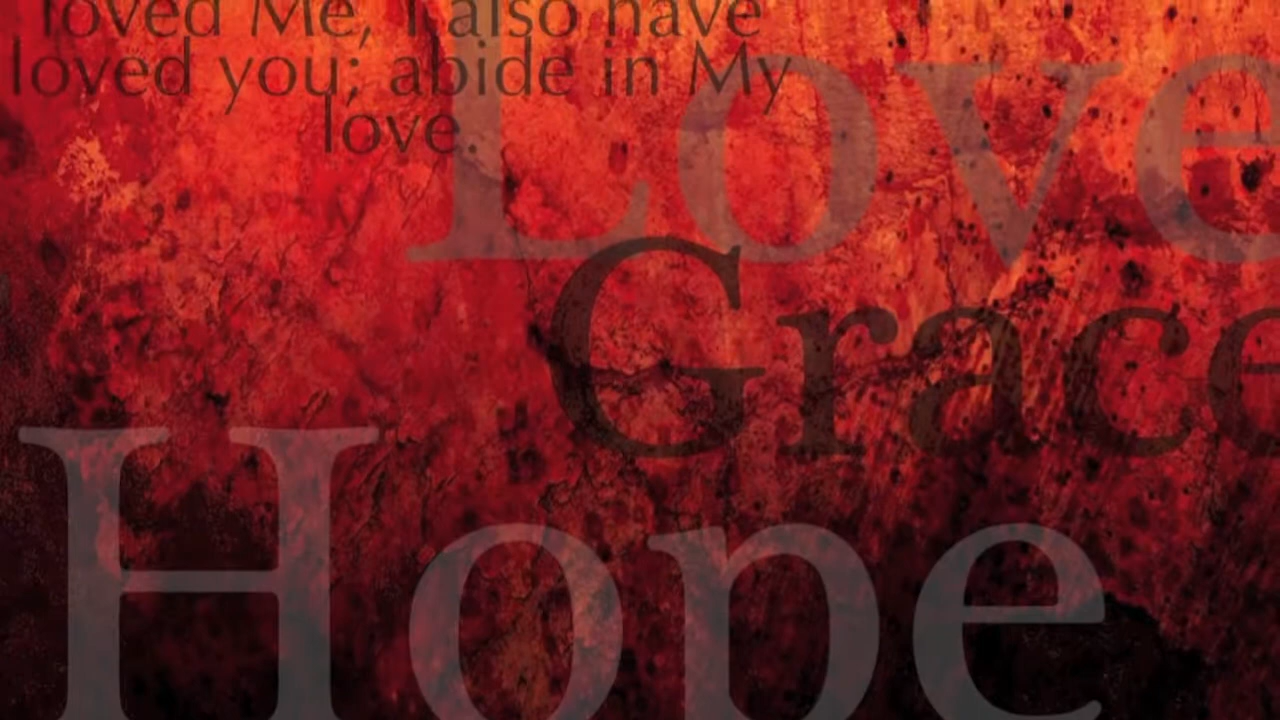 loved Me, I also have
loved you; abide in My
love.
Love
Grace
Hope